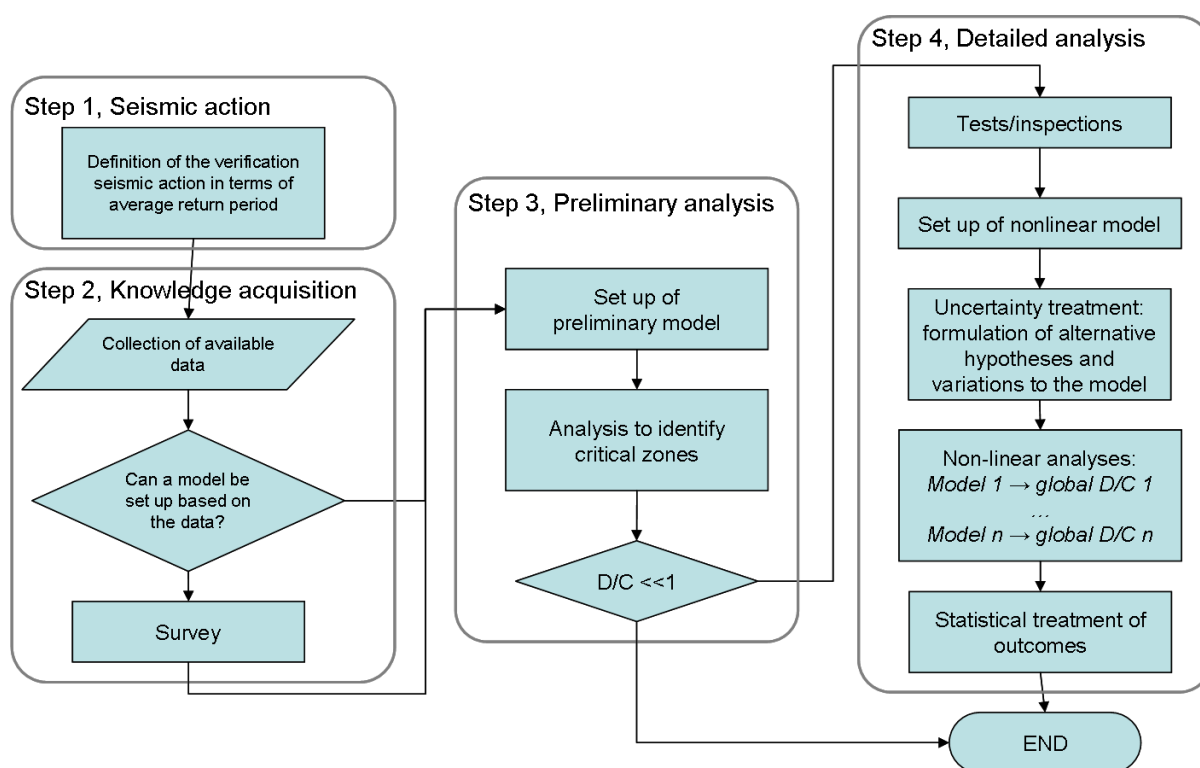 Step 1, Seismic action
Definition of the verification
seismic action in terms of
average return period
Step 2, Knowledge acquisition
Collection of available
data
Can a model be
set up based on
the data?
Survey
Step 3, Preliminary analysis
Set up of
preliminary model
Analysis to identify
critical zones
D/C <<1
Step 4, Detailed analysis
Tests/inspections
Set up of nonlinear model
Uncertainty treatment:
formulation of alternative
hypotheses and
variations to the model
Non-linear analyses:
Model 1 → global D/C 1
...
Model n → global D/C n
Statistical treatment of
outcomes
END